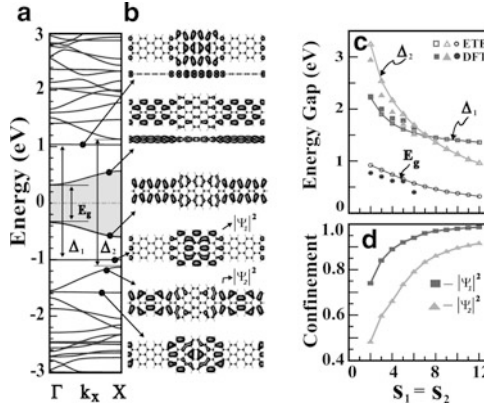 a
b
3
2
1
0
-1
-2
-3
Energy (eV)
E_g
Δ_1
Δ_2
Γ
k_x
X
|Ψ_1|^2
|Ψ_2|^2
c
Energy Gap (eV)
3
2
1
0
Δ_2
Δ_1
E_g
ETB
DFT
d
Confinement
1.0
0.8
0.6
0.4
|Ψ_1|^2
|Ψ_2|^2
0
4
8
12
S_1 = S_2